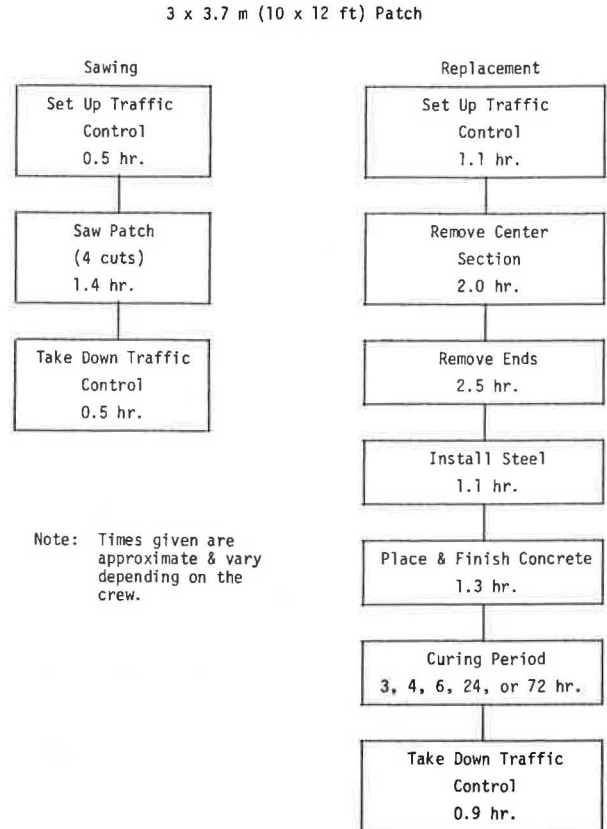 3 x 3.7 m (10 x 12 ft) Patch
Sawing
Set Up Traffic
Control
0.5 hr.
Saw Patch
(4 cuts)
1.4 hr.
Take Down Traffic
Control
0.5 hr.
Note: Times given are
approximate & vary
depending on the
crew.
Replacement
Set Up Traffic
Control
1.1 hr.
Remove Center
Section
2.0 hr.
Remove Ends
2.5 hr.
Install Steel
1.1 hr.
Place & Finish Concrete
1.3 hr.
Curing Period
3, 4, 6, 24, or 72 hr.
Take Down Traffic
Control
0.9 hr.